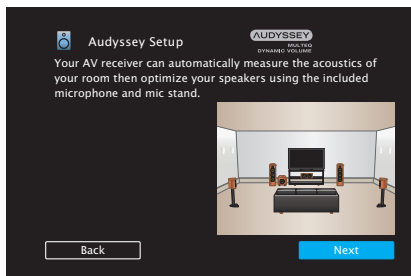 Audyssey Setup
AUDYSSEY
MULTEQ
DYNAMIC VOLUME
Your AV receiver can automatically measure the acoustics of
your room then optimize your speakers using the included
microphone and mic stand.
Back
Next